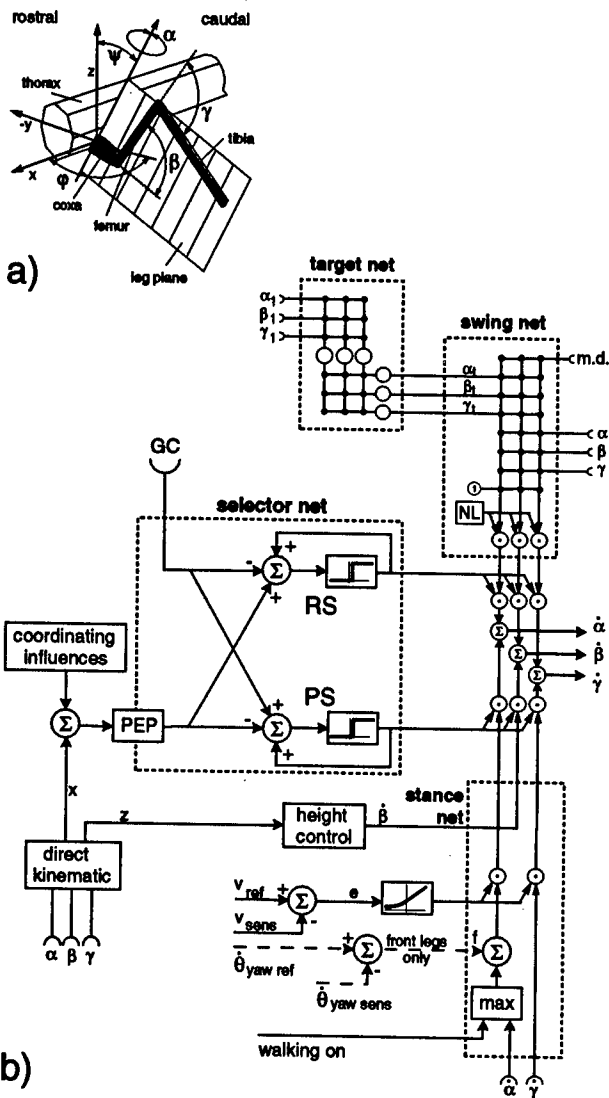 rostral
caudal
α
ψ
z
thorax
γ
-y
tibia
x
β
φ
coxa
femur
leg plane
a)
target net
α₁
β₁
γ₁
swing net
m.d.
αt
βt
γt
α
β
γ
1
NL
GC
selector net
+
-
Σ
+
RS
coordinating
influences
α̇
Σ
β̇
Σ
γ̇
Σ
PS
+
-
Σ
+
Σ
PEP
x
stance
net
z
height
control
β̇
direct
kinematic
α β γ
v ref
+
Σ
e
v sens
-
θ̇ yaw ref
+
Σ
front legs
only
f
Σ
-
θ̇ yaw sens
max
walking on
b)
α̇ γ̇